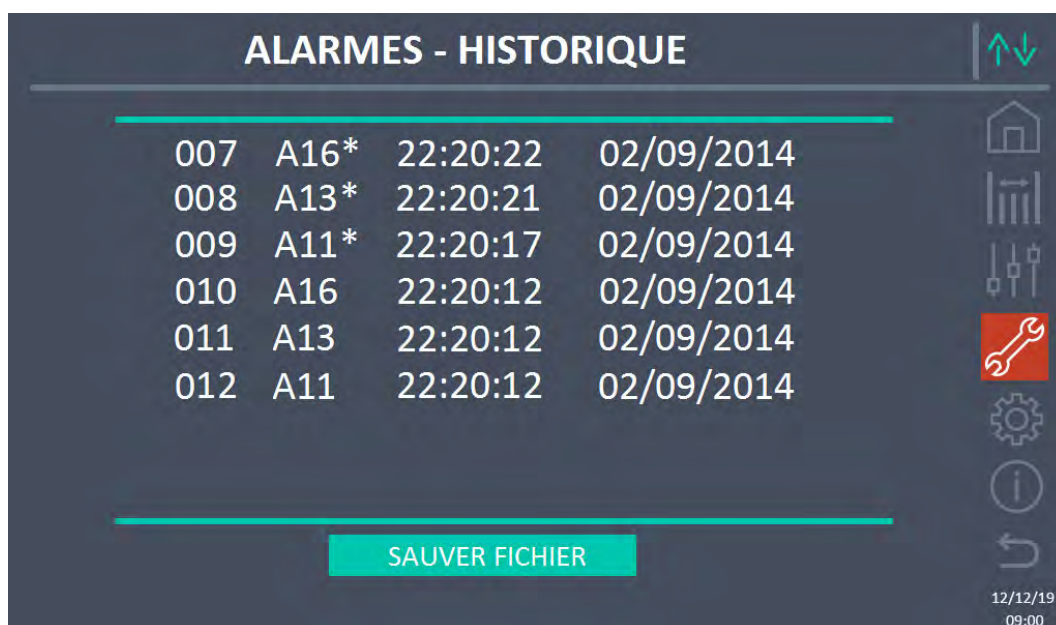 ALARMES - HISTORIQUE
007 A16* 22:20:22 02/09/2014
008 A13* 22:20:21 02/09/2014
009 A11* 22:20:17 02/09/2014
010 A16 22:20:12 02/09/2014
011 A13 22:20:12 02/09/2014
012 A11 22:20:12 02/09/2014
SAUVER FICHIER
12/12/19
09:00